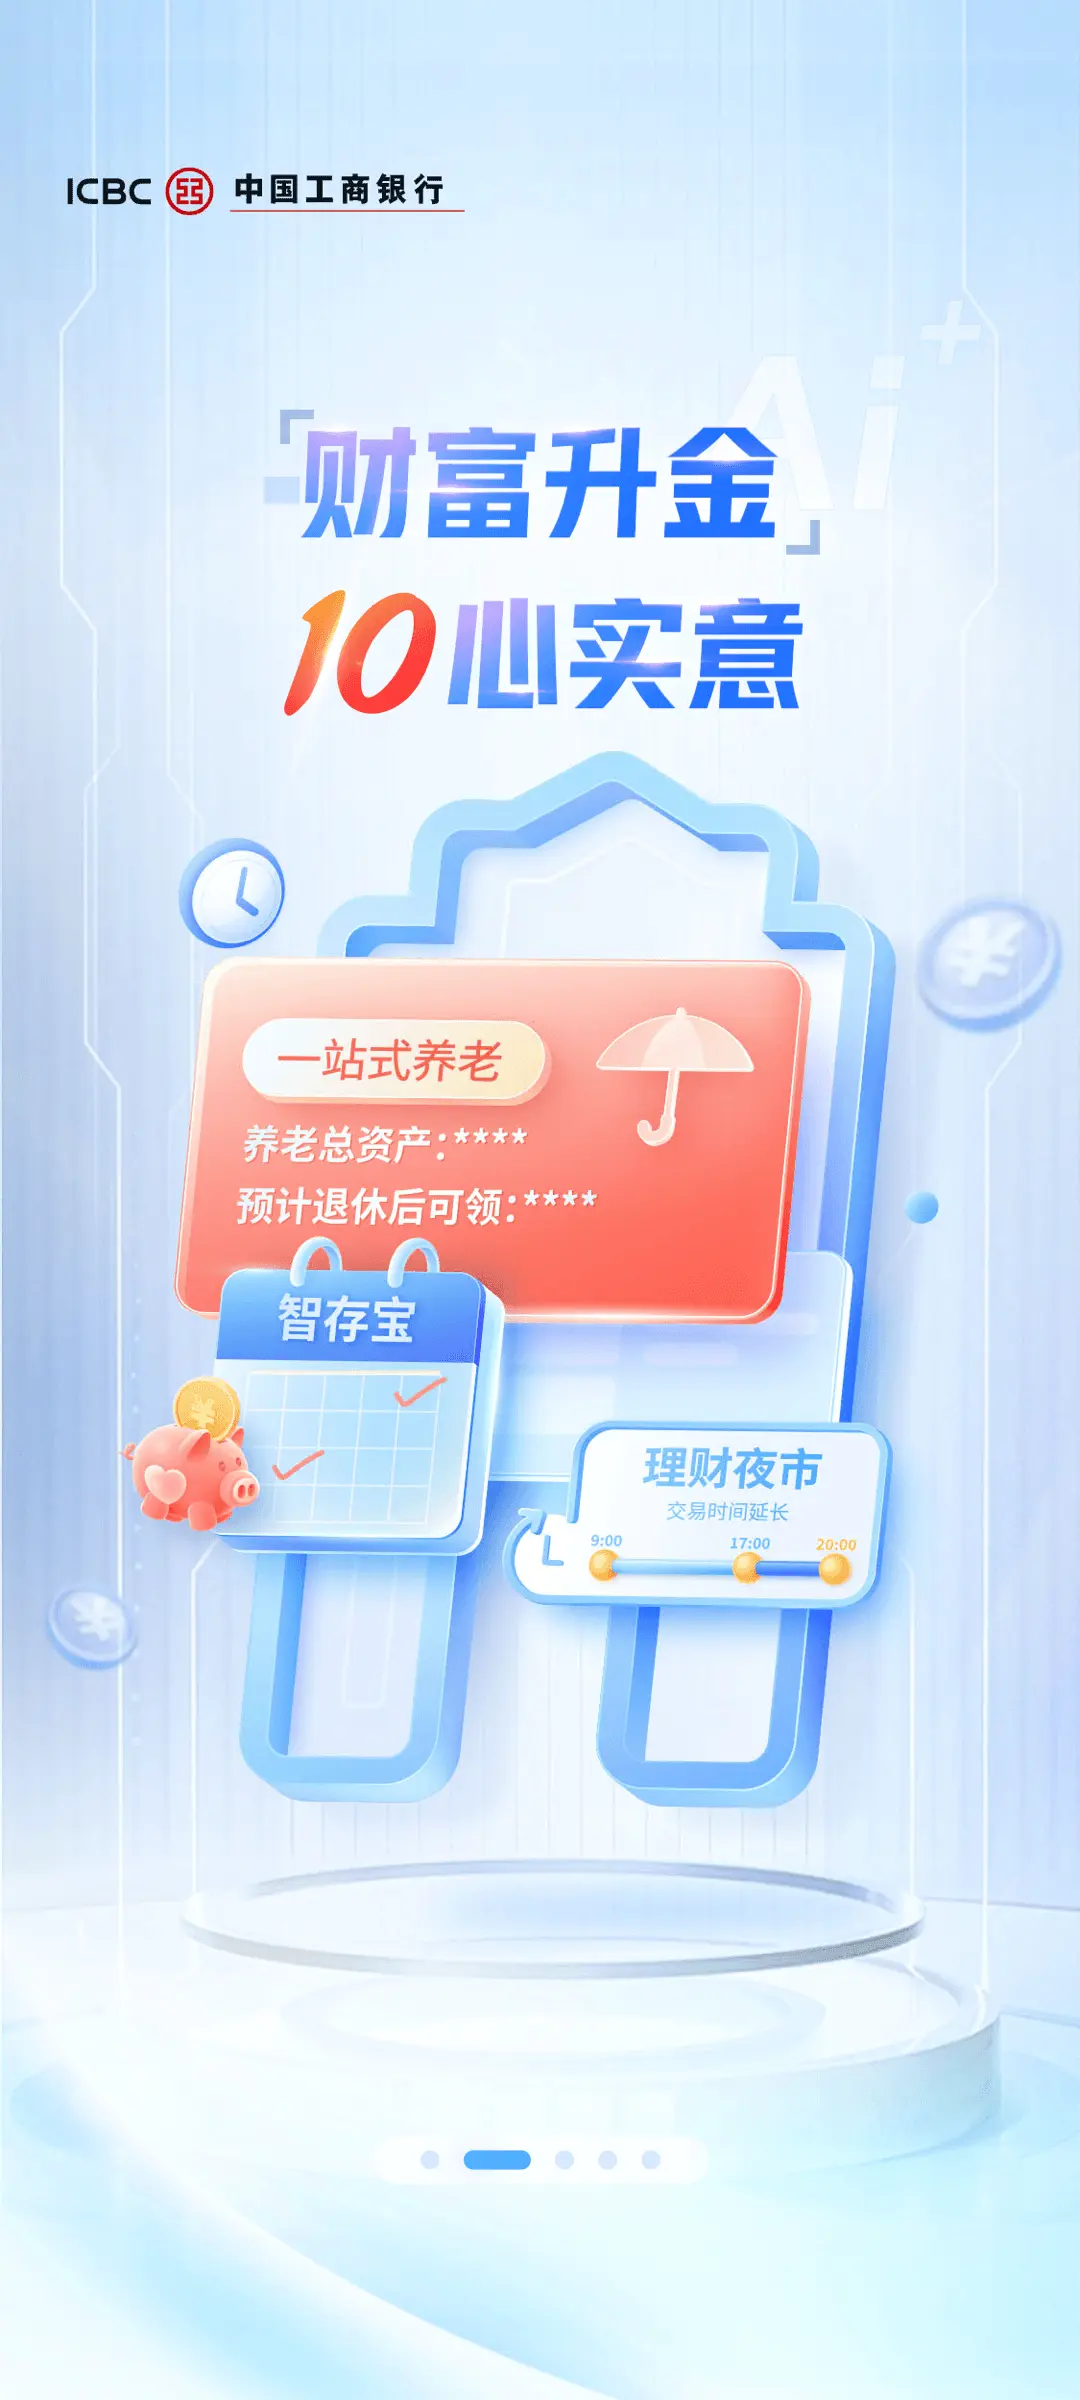 ICBC 中国工商银行
Ai+
财富升金
10心实意
一站式养老
养老总资产:****
预计退休后可领:****
智存宝
理财夜市
交易时间延长
9:00 17:00 20:00